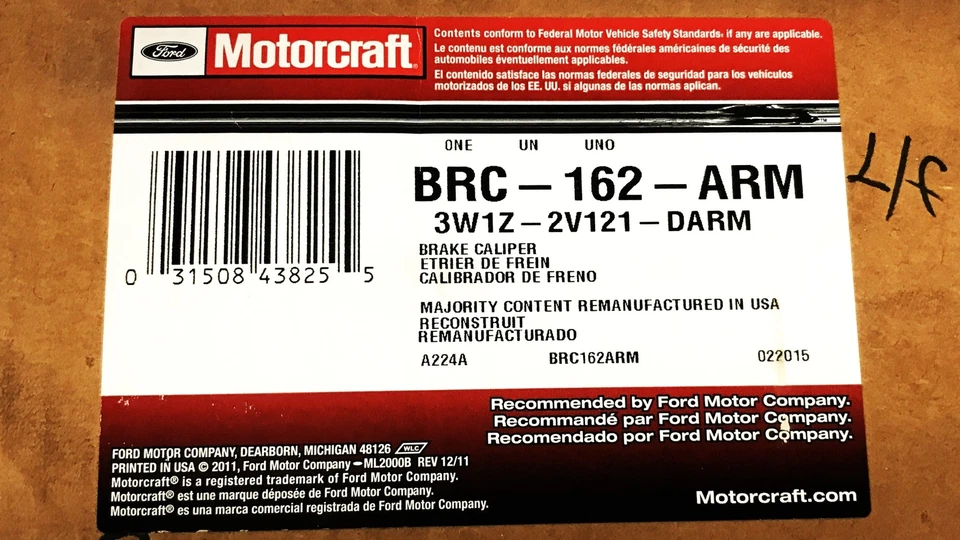 Ford
Motorcraft®
Contents conform to Federal Motor Vehicle Safety Standards, if any are applicable.
Le contenu est conforme aux normes fédérales américaines de sécurité des
automobiles éventuellement applicables.
El contenido satisface las normas federales de seguridad para los vehículos
motorizados de los EE. UU. si algunas de las normas aplican.
ONE UN UNO
BRC – 162 – ARM
3W1Z – 2V121 – DARM
BRAKE CALIPER
ETRIER DE FREIN
CALIBRADOR DE FRENO
0 31508 43825 5
MAJORITY CONTENT REMANUFACTURED IN USA
RECONSTRUIT
REMANUFACTURADO
A224A BRC162ARM 022015
L/f
Recommended by Ford Motor Company.
Recommandé par Ford Motor Company.
Recomendado por Ford Motor Company.
FORD MOTOR COMPANY, DEARBORN, MICHIGAN 48126 WLC
PRINTED IN USA © 2011, Ford Motor Company – ML2000B REV 12/11
Motorcraft® is a registered trademark of Ford Motor Company.
Motorcraft® est une marque déposée de Ford Motor Company.
Motorcraft® es una marca comercial registrada de Ford Motor Company.
Motorcraft.com